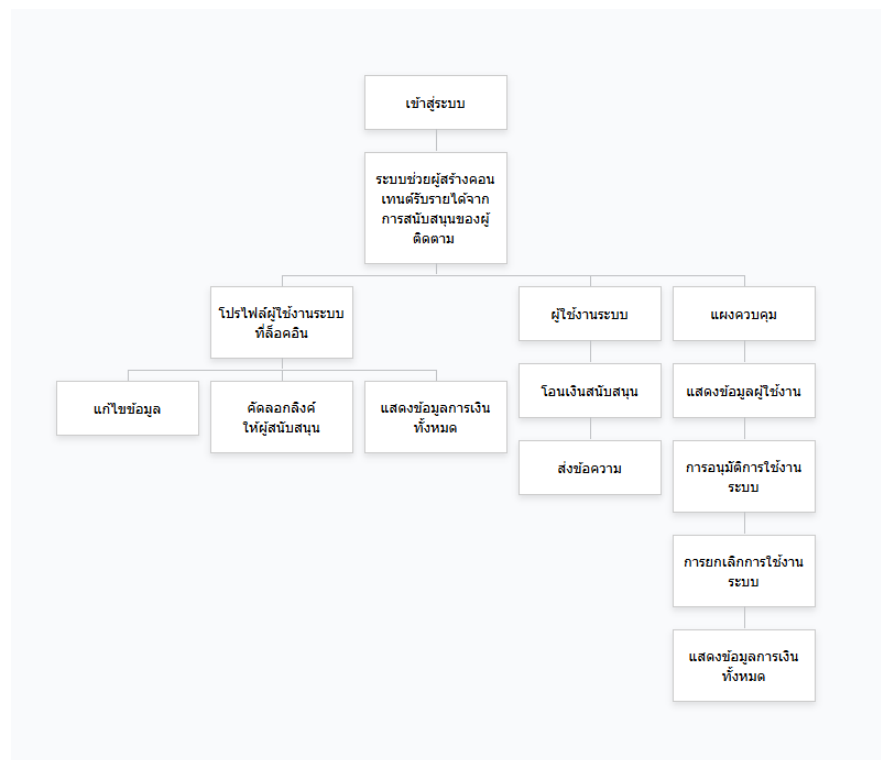 เข้าสู่ระบบ
ระบบช่วยผู้สร้างคอน
เทนต์รับรายได้จาก
การสนับสนุนของผู้
ติดตาม
โปรไฟล์ผู้ใช้งานระบบ
ที่ล็อคอิน
ผู้ใช้งานระบบ
แผงควบคุม
แก้ไขข้อมูล
คัดลอกลิงค์
ให้ผู้สนับสนุน
แสดงข้อมูลการเงิน
ทั้งหมด
โอนเงินสนับสนุน
แสดงข้อมูลผู้ใช้งาน
ส่งข้อความ
การอนุมัติการใช้งาน
ระบบ
การยกเลิกการใช้งาน
ระบบ
แสดงข้อมูลการเงิน
ทั้งหมด